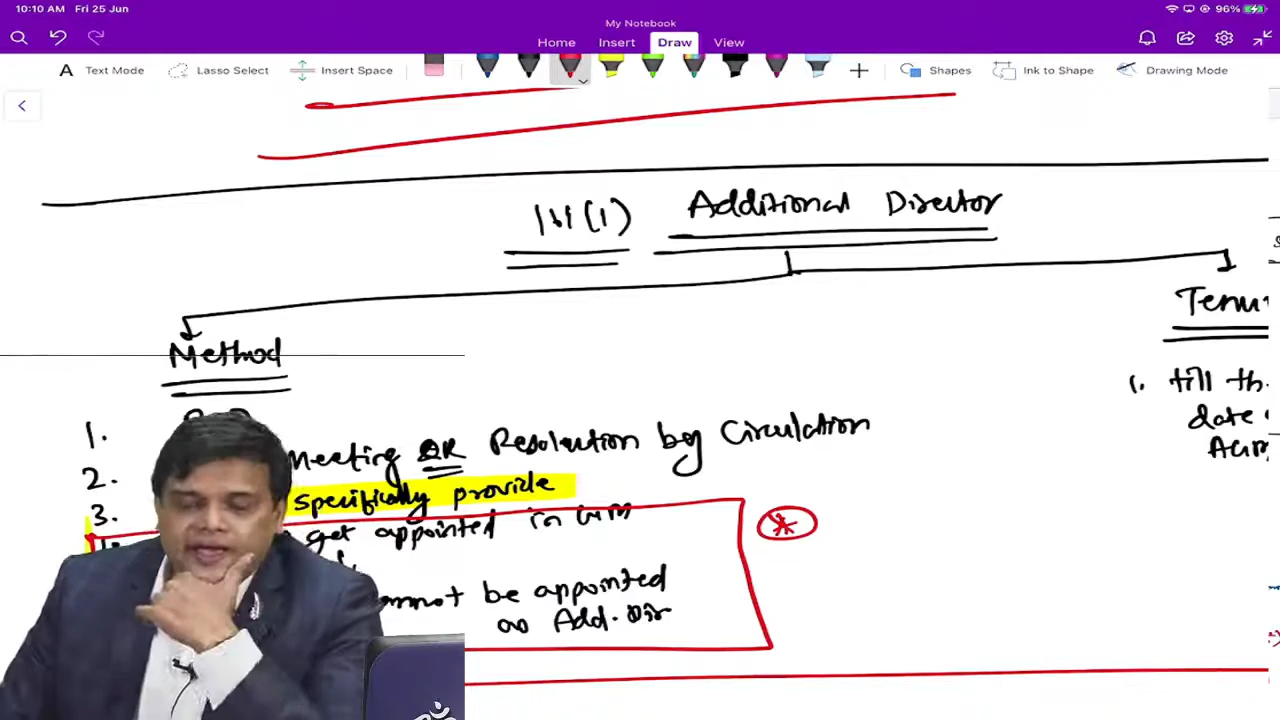 10:10 AM Fri 25 Jun
96%
My Notebook
Home Insert Draw View
Text Mode Lasso Select Insert Space Shapes Ink to Shape Drawing Mode
161(1) Additional Director
Method
1.
2. Meeting OR Resolution by Circulation
3. specifically provide
get appointed in GM
cannot be appointed
as Add. Dir
1. till th
date